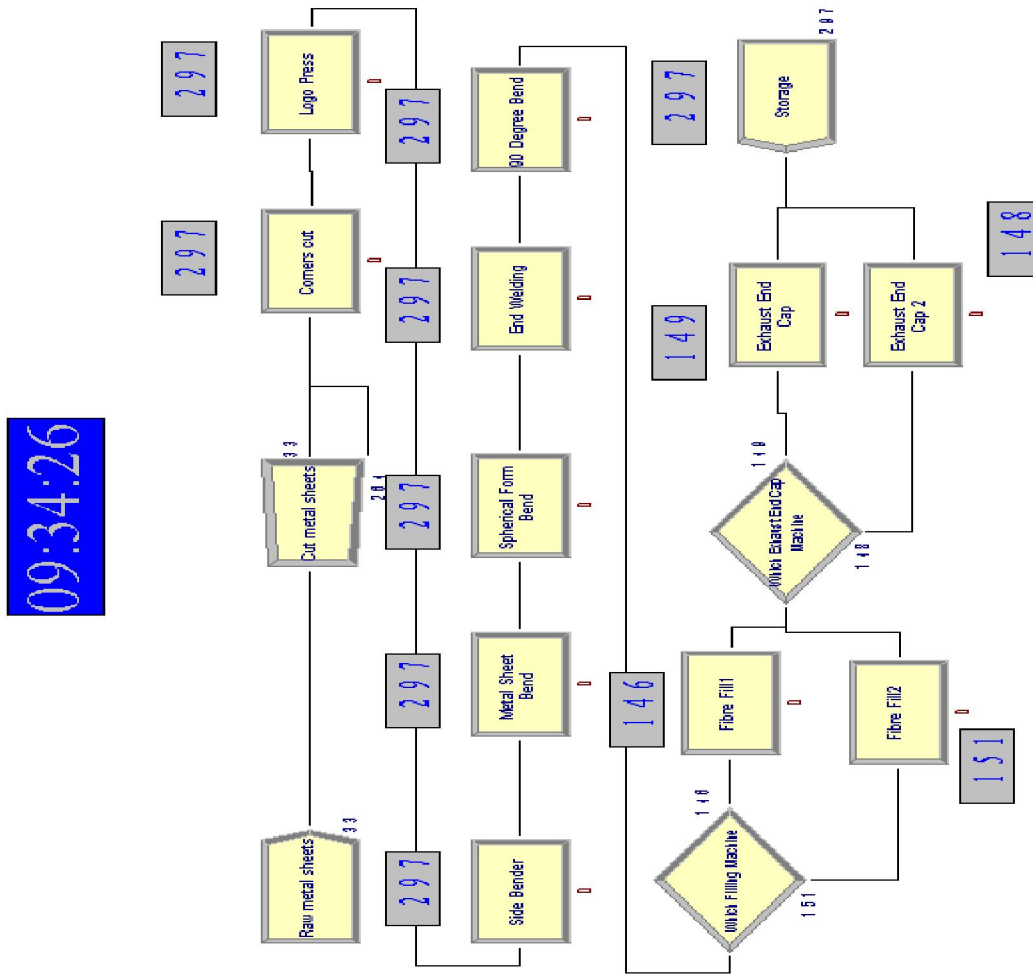 09:34:26
Raw metal sheets
33
Cut metal sheets
33
297
Corners cut
0
297
Logo Press
0
297
Side Bender
0
297
Metal Sheet
Bend
0
297
Spherical Form
Bend
0
297
End Welding
0
297
90 Degree Bend
0
Which Filling Machine
146
151
146
Fibre Fill1
0
Fibre Fill2
0
151
Which Exhaust End Cap
Machine
149
148
149
Exhaust End
Cap
0
Exhaust End
Cap 2
0
148
297
Storage
297